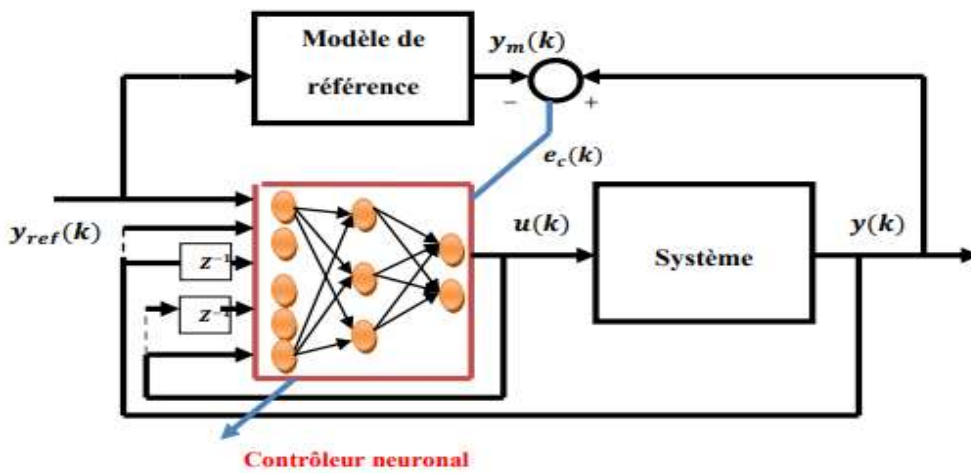 Modèle de
référence
y_m(k)
−
+
e_c(k)
y_ref(k)
u(k)
y(k)
Z⁻¹
Z⁻¹
Système
Contrôleur neuronal